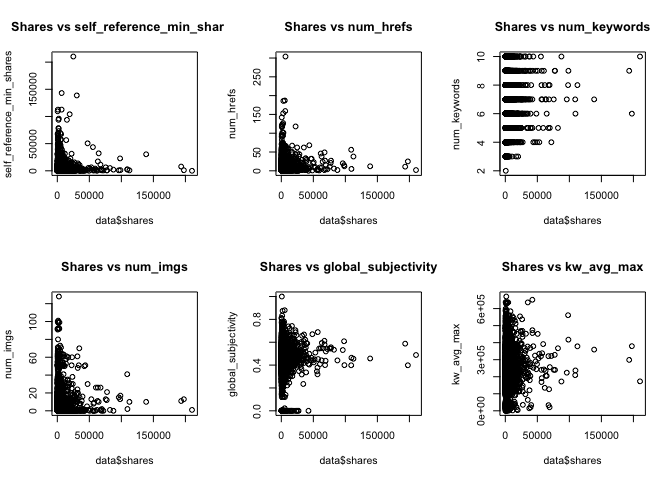 Shares vs self_reference_min_shar
self_reference_min_shares
0
50000
150000
0
50000
150000
data$shares
Shares vs num_hrefs
num_hrefs
0
50
150
250
0
50000
150000
data$shares
Shares vs num_keywords
num_keywords
2
4
6
8
10
0
50000
150000
data$shares
Shares vs num_imgs
num_imgs
0
20
60
100
0
50000
150000
data$shares
Shares vs global_subjectivity
global_subjectivity
0.0
0.4
0.8
0
50000
150000
data$shares
Shares vs kw_avg_max
kw_avg_max
0e+00
3e+05
6e+05
0
50000
150000
data$shares